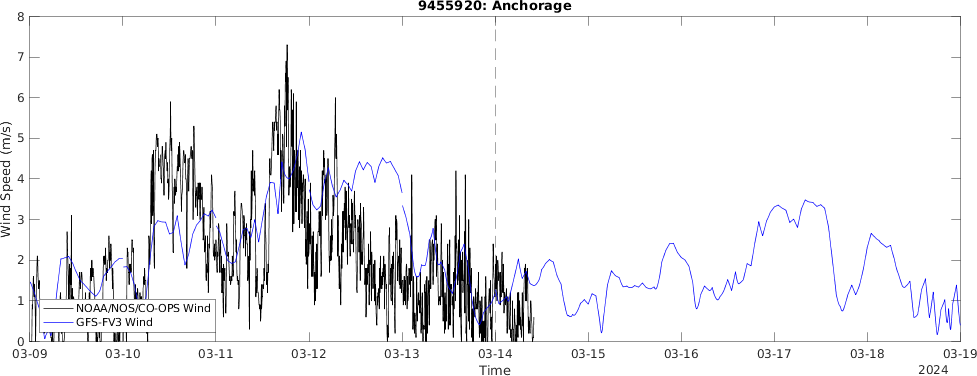 9455920: Anchorage
8
7
6
5
4
3
2
1
0
Wind Speed (m/s)
NOAA/NOS/CO-OPS Wind
GFS-FV3 Wind
03-09 03-10 03-11 03-12 03-13 03-14 03-15 03-16 03-17 03-18 03-19
Time
2024